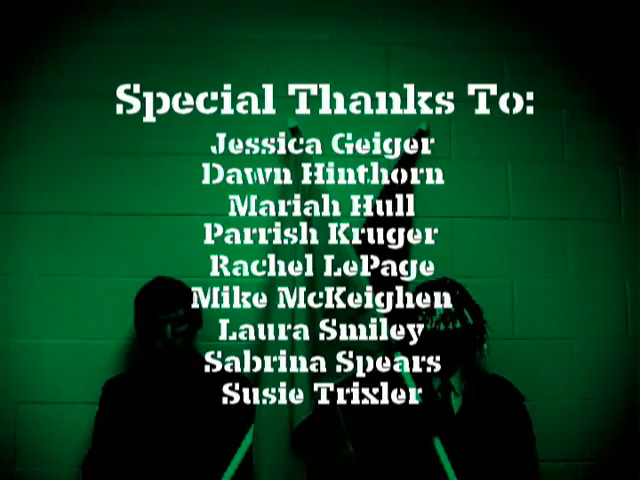 Special Thanks To:
Jessica Geiger
Dawn Hinthorn
Mariah Hull
Parrish Kruger
Rachel LePage
Mike McKeighen
Laura Smiley
Sabrina Spears
Susie Trixler